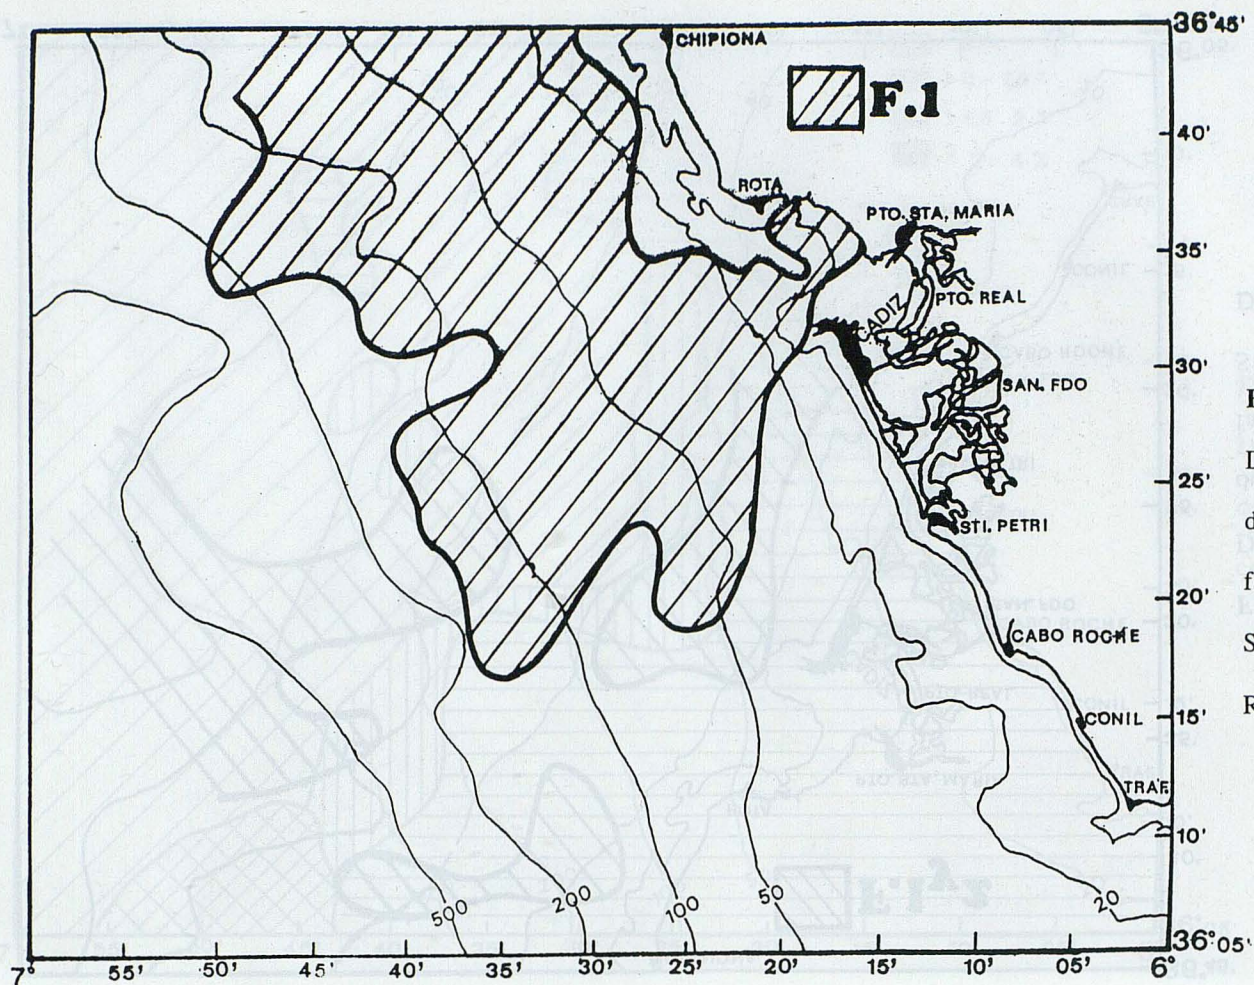 36°45'
CHIPIONA
F.1
40'
ROTA
PTO. STA, MARIA
35'
PTO. REAL
CADIZ
30'
SAN. FDO
25'
STI. PETRI
20'
CABO ROCHE
15'
CONIL
TRAF.
10'
500
200
100
50
20
36°05'
7°
55'
50'
45'
40'
35'
30'
25'
20'
15'
10'
05'
6°